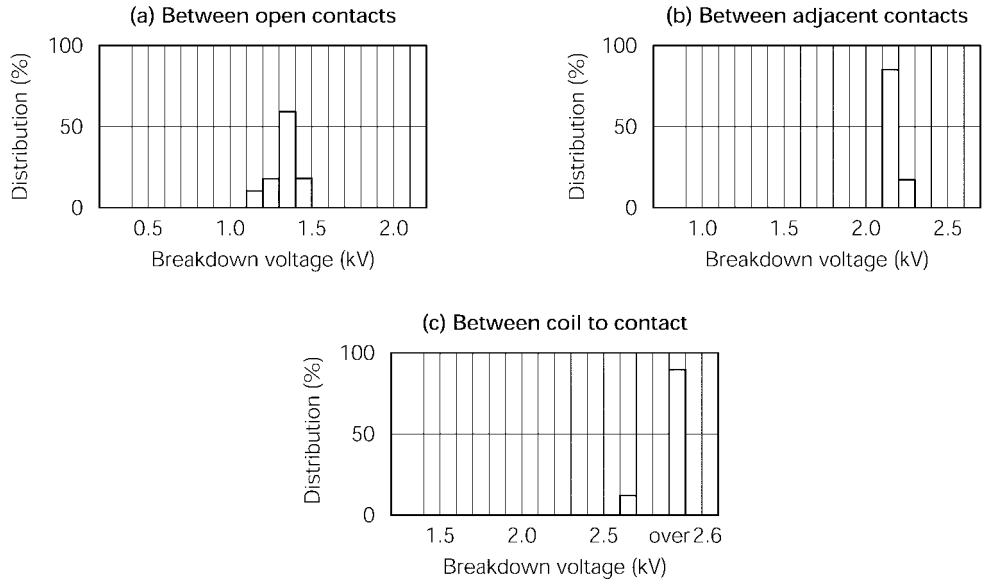 (a) Between open contacts
Distribution (%)
100
50
0
0.5 1.0 1.5 2.0
Breakdown voltage (kV)
(b) Between adjacent contacts
Distribution (%)
100
50
0
1.0 1.5 2.0 2.5
Breakdown voltage (kV)
(c) Between coil to contact
Distribution (%)
100
50
0
1.5 2.0 2.5 over 2.6
Breakdown voltage (kV)